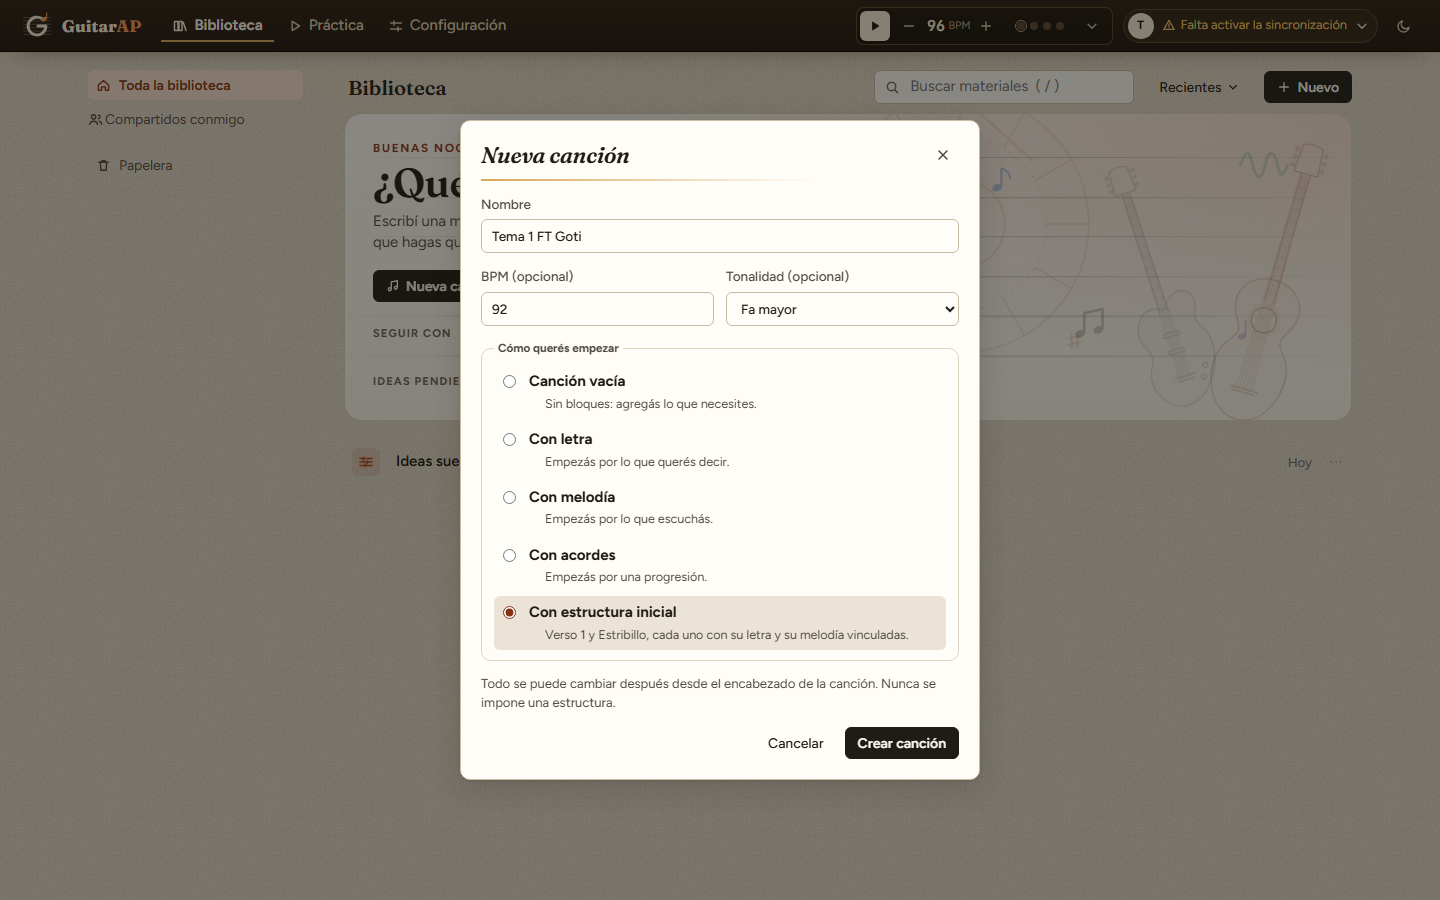 GuitarAP
Biblioteca
Práctica
Configuración
96 BPM
T
Falta activar la sincronización
Toda la biblioteca
Compartidos conmigo
Papelera
Biblioteca
Buscar materiales ( / )
Recientes
Nuevo
BUENAS NOC
¿Que
Escribí una m
que hagas qu
Nueva ca
SEGUIR CON
IDEAS PENDIE
Ideas sue
Hoy
Nueva canción
Nombre
Tema 1 FT Goti
BPM (opcional)
Tonalidad (opcional)
92
Fa mayor
Cómo querés empezar
Canción vacía
Sin bloques: agregás lo que necesites.
Con letra
Empezás por lo que querés decir.
Con melodía
Empezás por lo que escuchás.
Con acordes
Empezás por una progresión.
Con estructura inicial
Verso 1 y Estribillo, cada uno con su letra y su melodía vinculadas.
Todo se puede cambiar después desde el encabezado de la canción. Nunca se
impone una estructura.
Cancelar
Crear canción